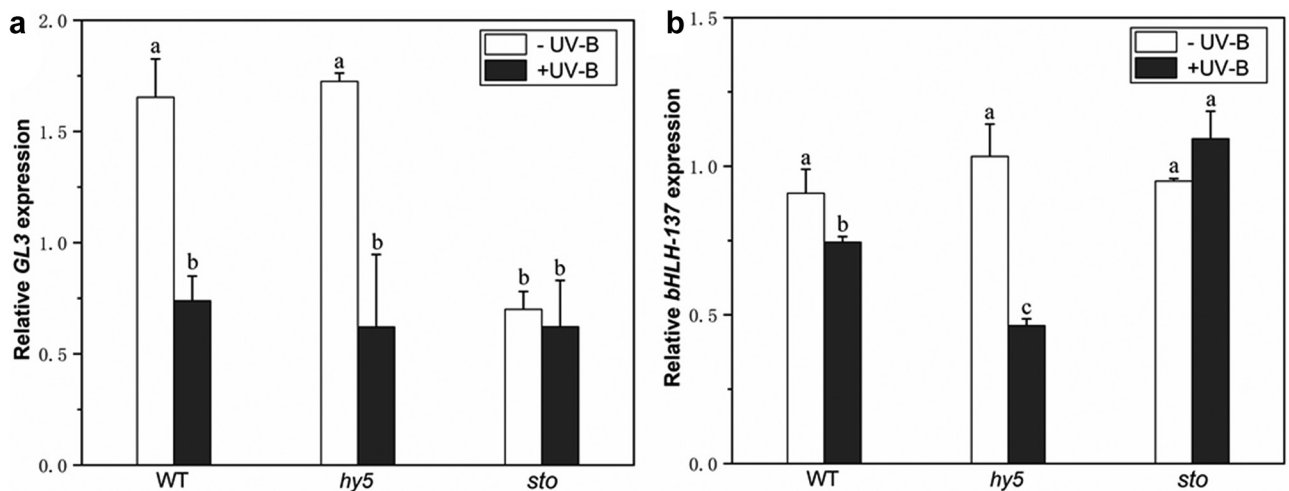 a
Relative GL3 expression
2.0
1.5
1.0
0.5
0.0
- UV-B
+UV-B
a
b
a
b
b
b
WT
hy5
sto
b
Relative bHLH-137 expression
1.5
1.0
0.5
0.0
- UV-B
+UV-B
a
b
a
c
a
a
WT
hy5
sto